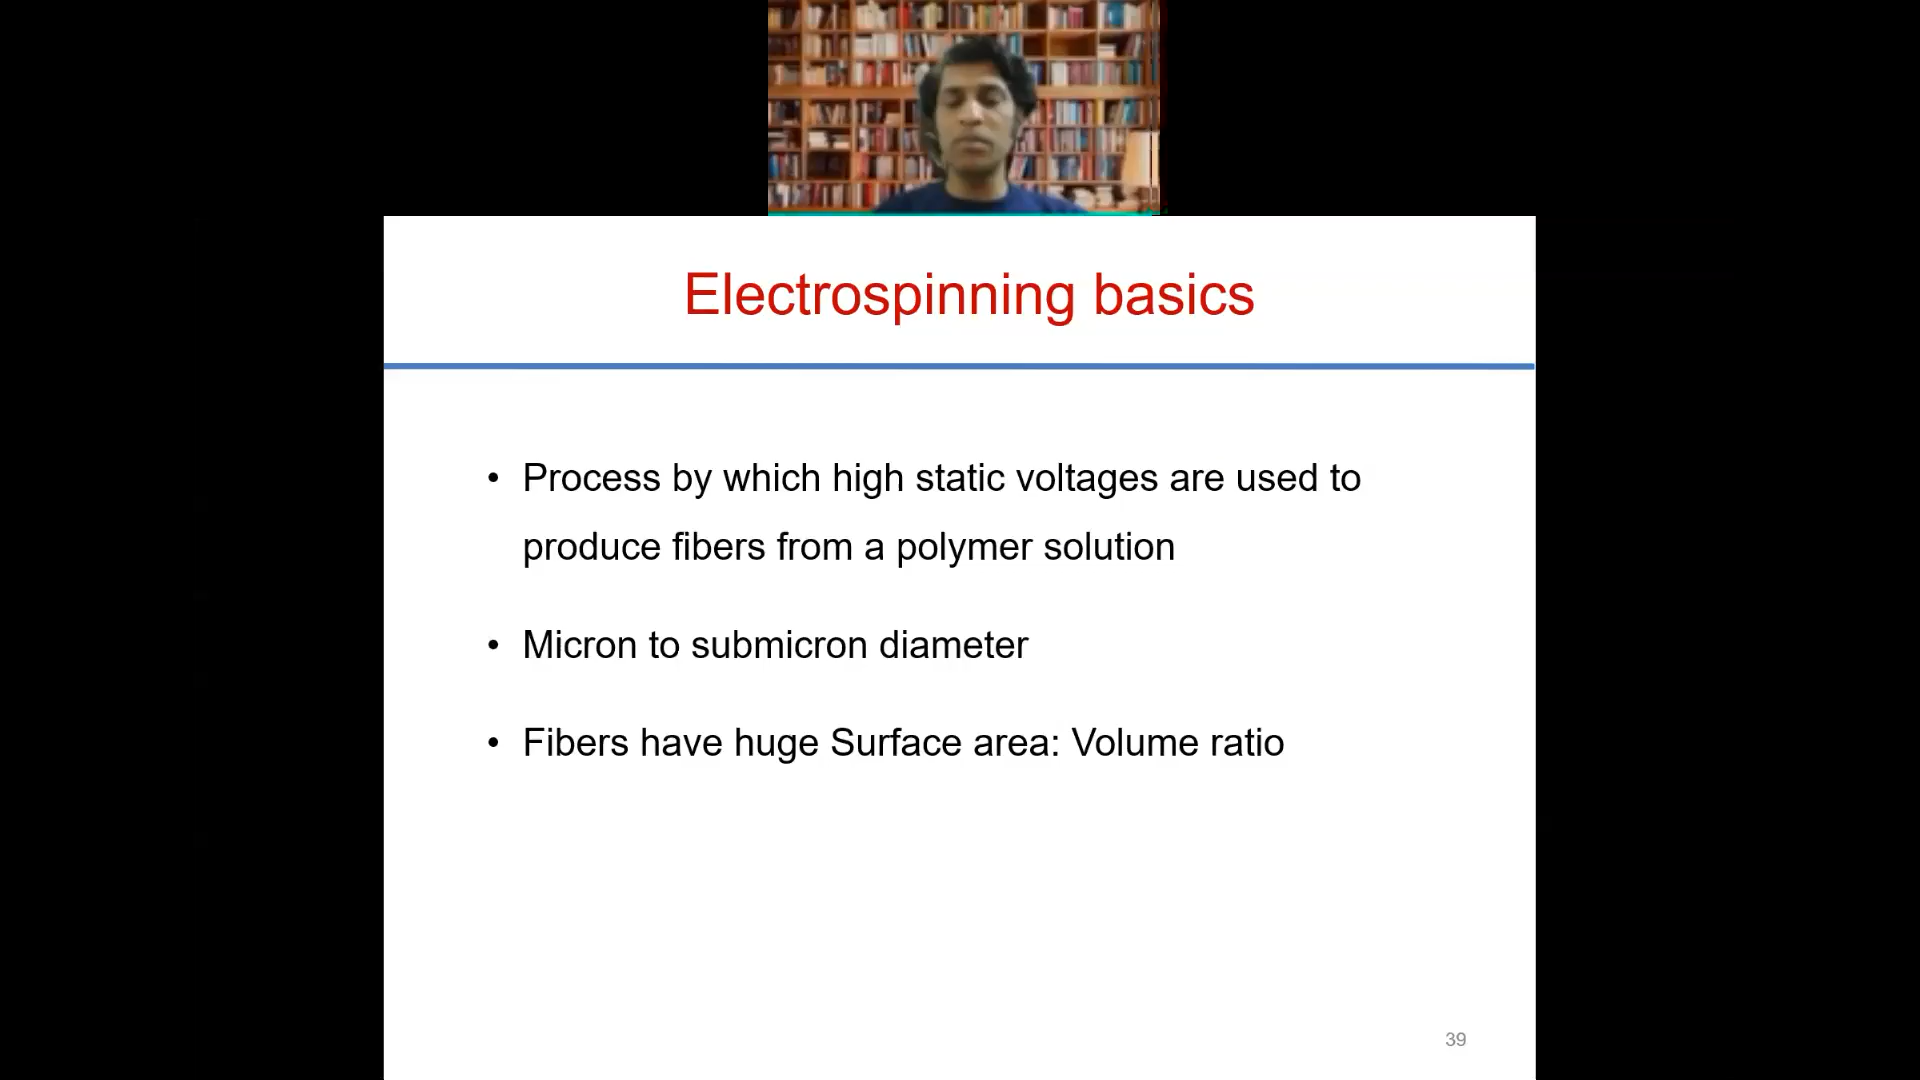 Electrospinning basics
• Process by which high static voltages are used to
produce fibers from a polymer solution
• Micron to submicron diameter
• Fibers have huge Surface area: Volume ratio
39